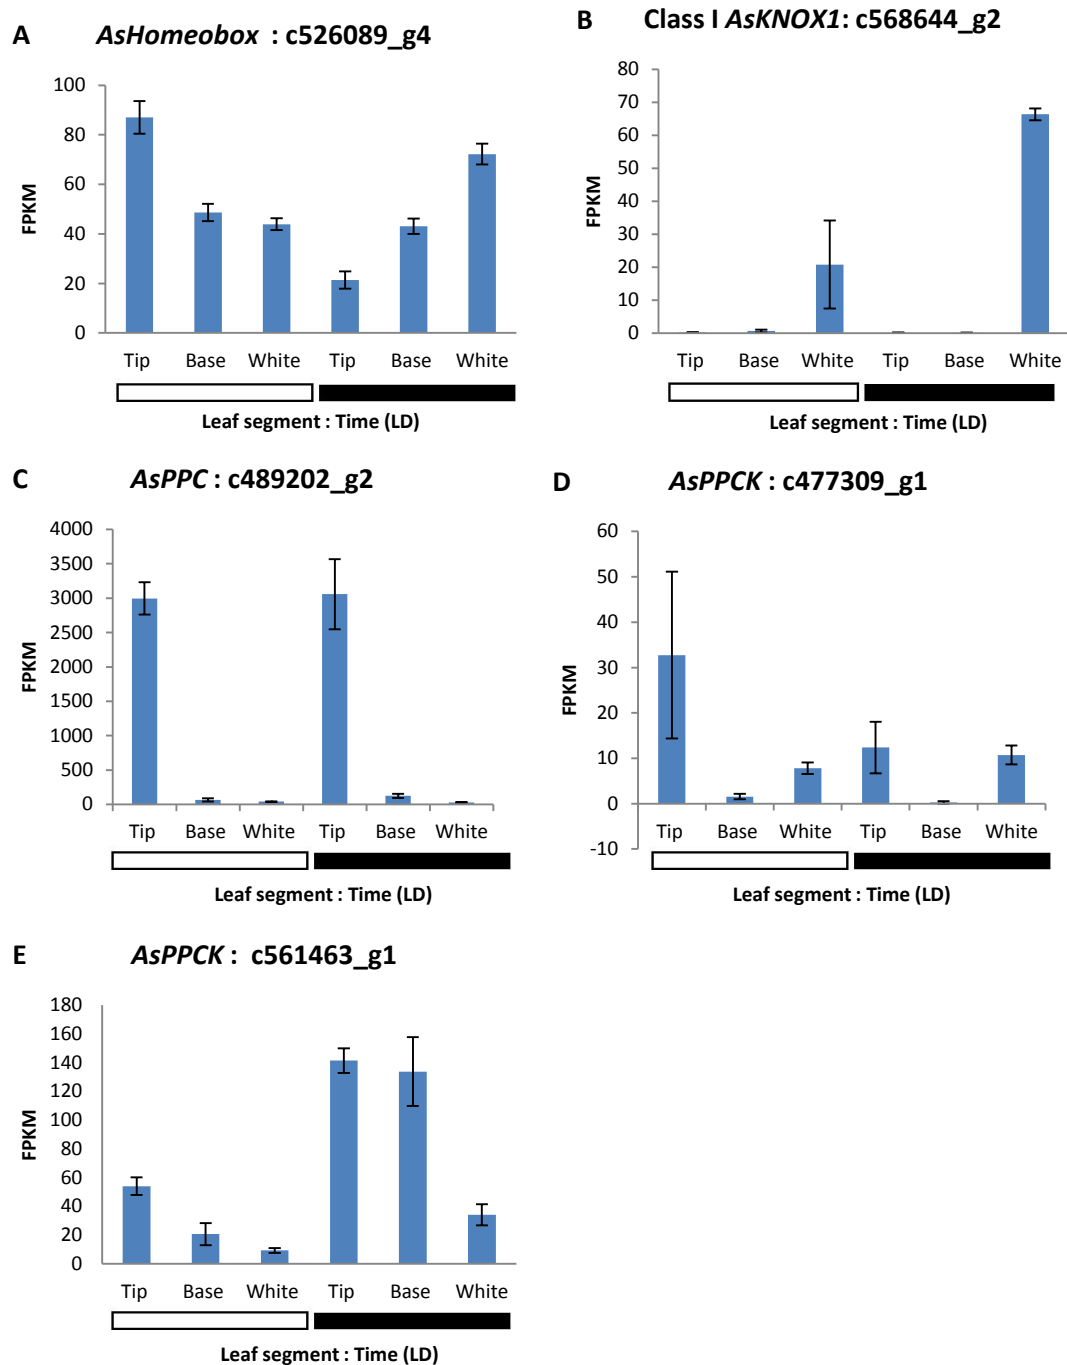 A
AsHomeobox : c526089_g4
100
80
60
40
20
0
FPKM
Tip Base White Tip Base White
Leaf segment : Time (LD)
B
Class I AsKNOX1: c568644_g2
80
70
60
50
40
30
20
10
0
FPKM
Tip Base White Tip Base White
Leaf segment : Time (LD)
C
AsPPC : c489202_g2
4000
3500
3000
2500
2000
1500
1000
500
0
FPKM
Tip Base White Tip Base White
Leaf segment : Time (LD)
D
AsPPCK : c477309_g1
60
50
40
30
20
10
0
-10
FPKM
Tip Base White Tip Base White
Leaf segment : Time (LD)
E
AsPPCK : c561463_g1
180
160
140
120
100
80
60
40
20
0
FPKM
Tip Base White Tip Base White
Leaf segment : Time (LD)